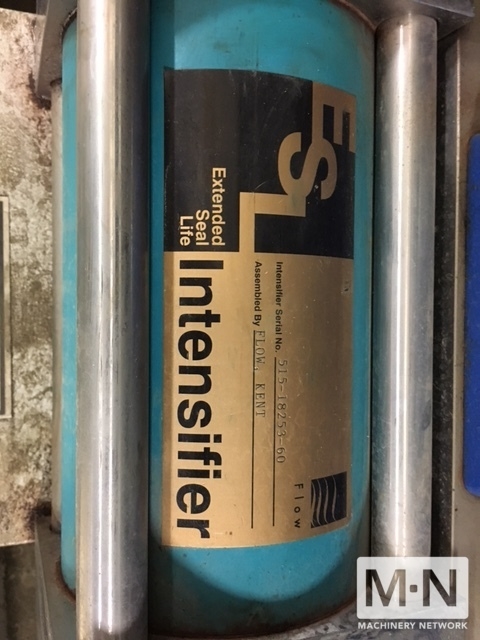 ESL
Extended
Seal
Life
Intensifier
Intensifier Serial No. 515-18253-60
Assembled By FLOW, KENT
Flow
M·N
MACHINERY NETWORK